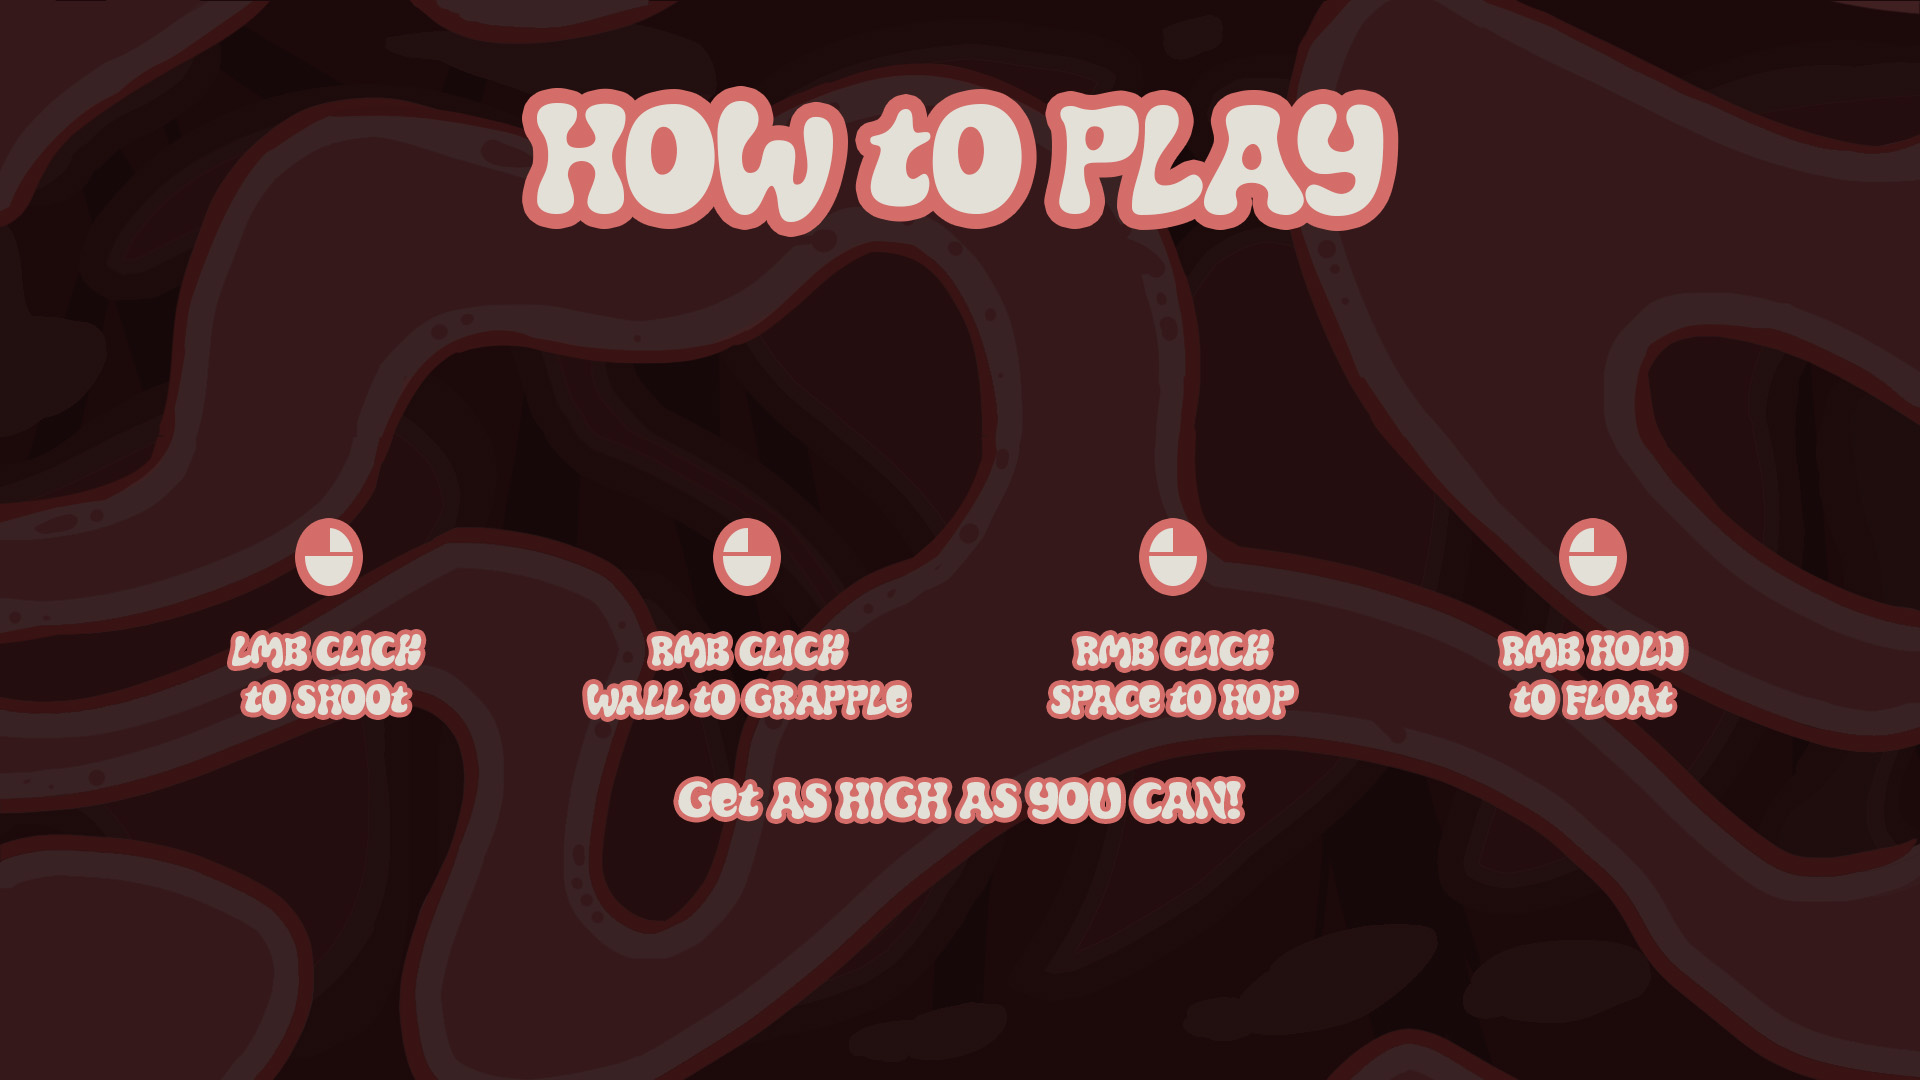 HOW tO PLAY
LMB CLICK
tO SHOOt
RMB CLICK
WALL tO GRAPPLe
RMB CLICK
SPACe tO HOP
RMB HOLD
tO FLOAt
Get AS HIGH AS YOU CAN!